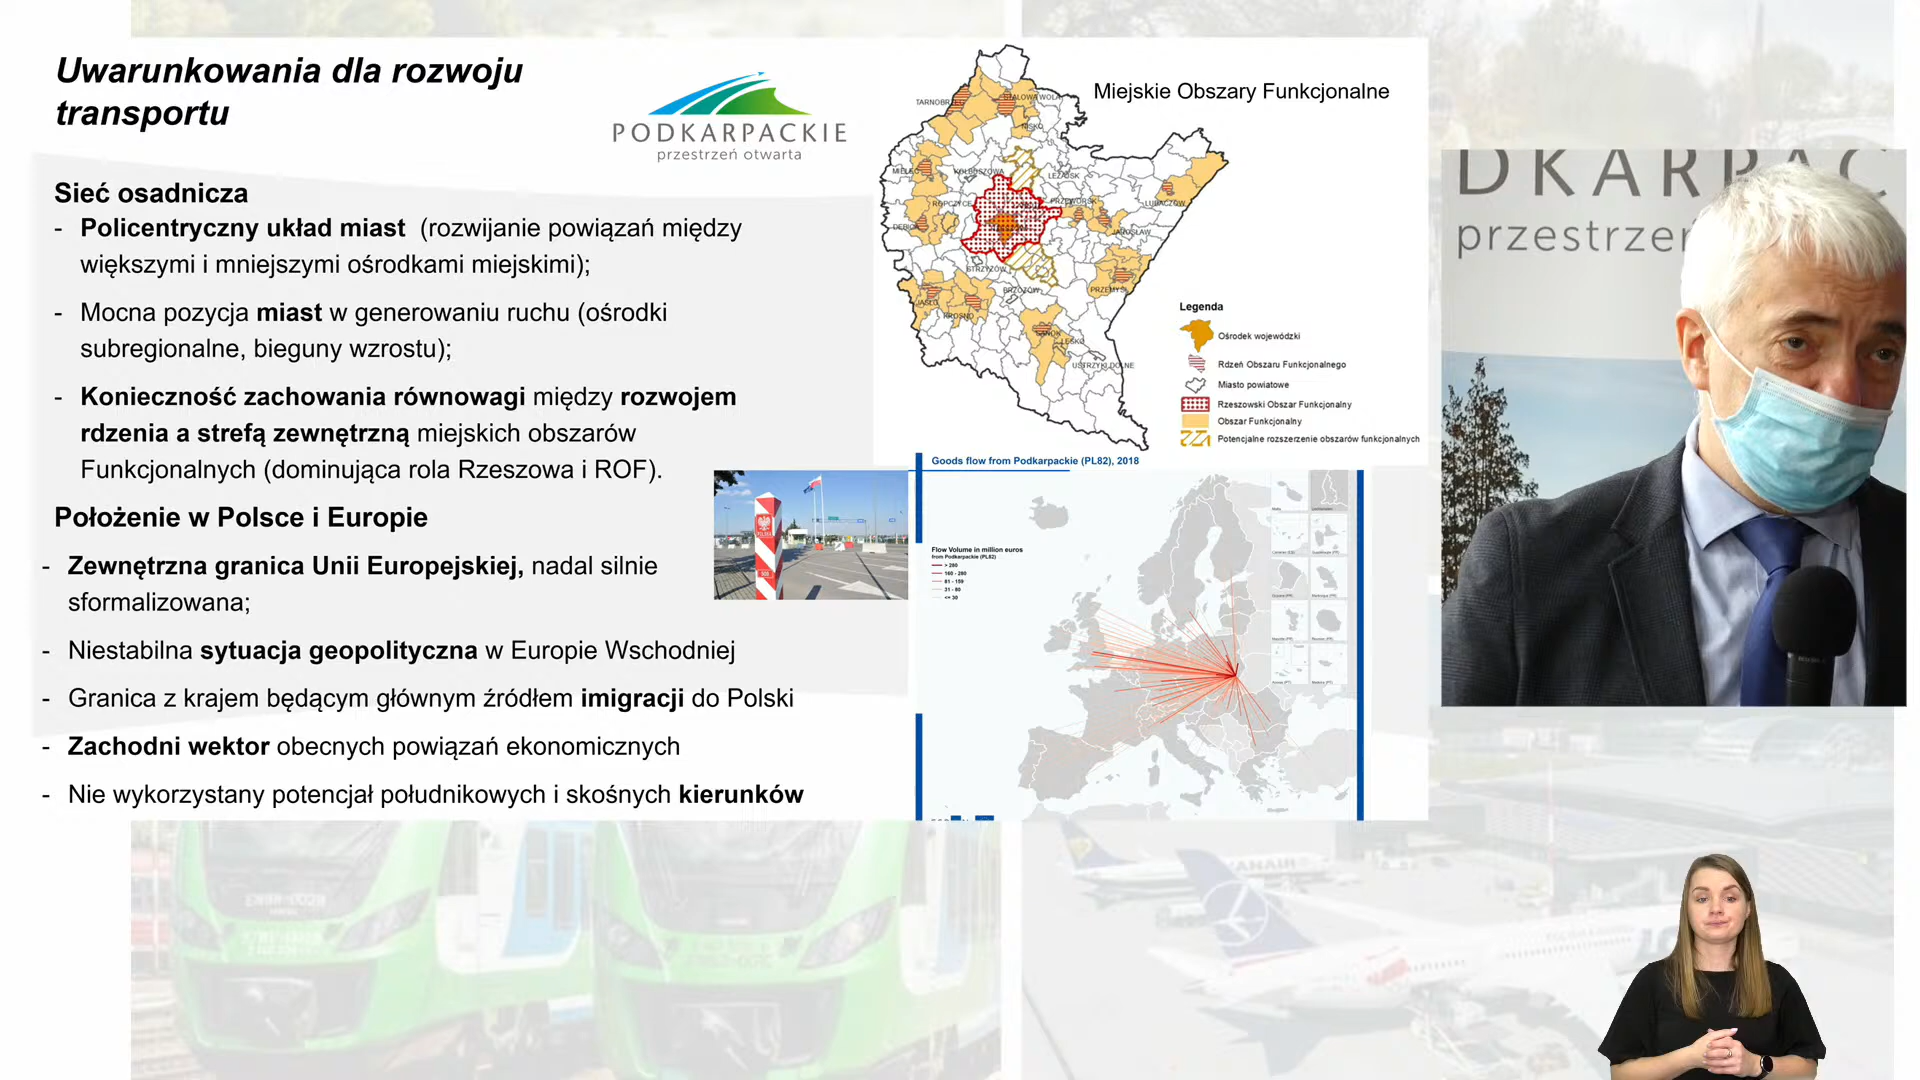 Uwarunkowania dla rozwoju
transportu
PODKARPACKIE
przestrzeń otwarta
Sieć osadnicza
- Policentryczny układ miast (rozwijanie powiązań między
większymi i mniejszymi ośrodkami miejskimi);
- Mocna pozycja miast w generowaniu ruchu (ośrodki
subregionalne, bieguny wzrostu);
- Konieczność zachowania równowagi między rozwojem
rdzenia a strefą zewnętrzną miejskich obszarów
Funkcjonalnych (dominująca rola Rzeszowa i ROF).
Położenie w Polsce i Europie
- Zewnętrzna granica Unii Europejskiej, nadal silnie
sformalizowana;
- Niestabilna sytuacja geopolityczna w Europie Wschodniej
- Granica z krajem będącym głównym źródłem imigracji do Polski
- Zachodni wektor obecnych powiązań ekonomicznych
- Nie wykorzystany potencjał południkowych i skośnych kierunków
Miejskie Obszary Funkcjonalne
STALOWA WOLA
NISKO
KOLBUSZOWA
LEŻAJSK
ROPCZYCE
PRZEWORSK
LUBACZÓW
JAROSŁAW
STRZYŻÓW
BRZOZÓW
KROSNO
LESKO
USTRZYKI DOLNE
Legenda
Ośrodek wojewódzki
Rdzeń Obszaru Funkcjonalnego
Miasto powiatowe
Rzeszowski Obszar Funkcjonalny
Obszar Funkcjonalny
Potencjalne rozszerzenie obszarów funkcjonalnych
Goods flow from Podkarpackie (PL82), 2018
Flow Volume in million euros
from Podkarpackie (PL82)
> 280
160 - 280
81 - 159
31 - 80
<= 30
DKARPAC
przestrze